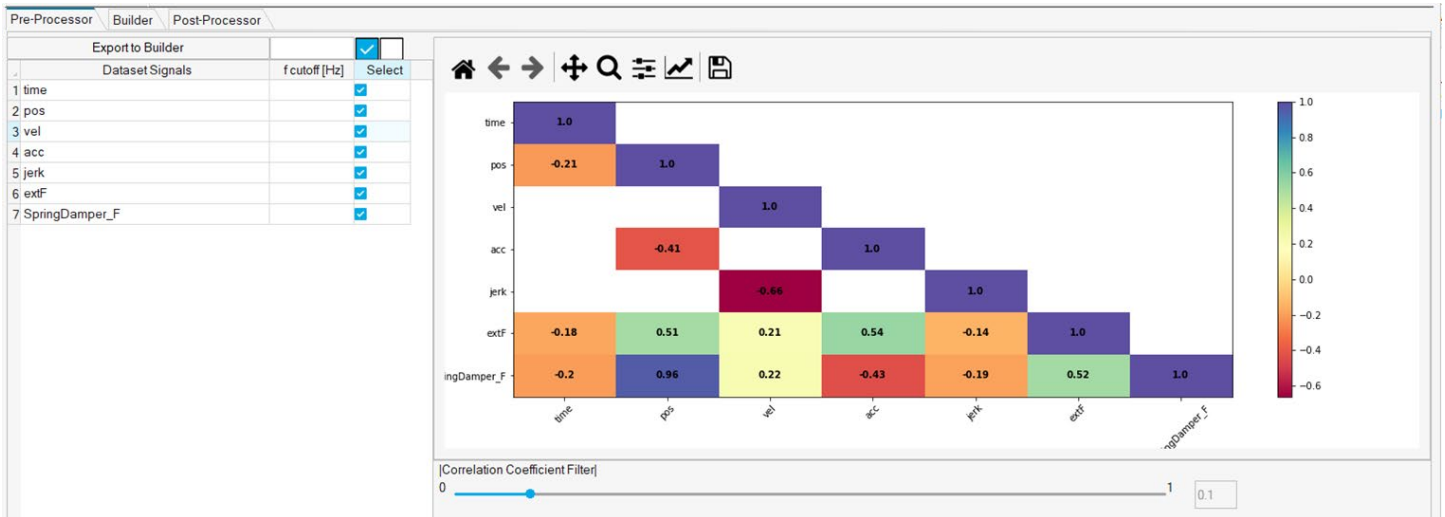 Pre-Processor Builder Post-Processor
Export to Builder
Dataset Signals f cutoff [Hz] Select
1 time
2 pos
3 vel
4 acc
5 jerk
6 extF
7 SpringDamper_F
time 1.0
pos -0.21 1.0
vel 1.0
acc -0.41 1.0
jerk -0.66 1.0
extF -0.18 0.51 0.21 0.54 -0.14 1.0
ingDamper_F -0.2 0.96 0.22 -0.43 -0.19 0.52 1.0
time pos vel acc jerk extF ngDamper_F
1.0
0.8
0.6
0.4
0.2
0.0
−0.2
−0.4
−0.6
|Correlation Coefficient Filter|
0 1 0.1